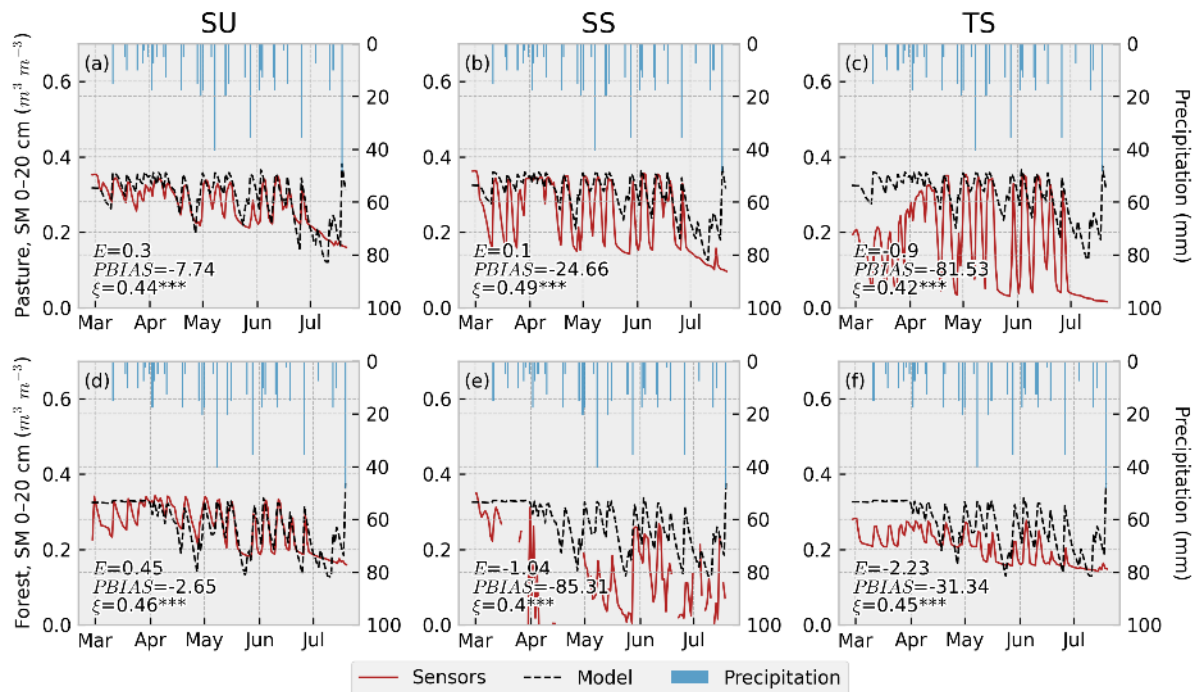 SU SS TS
Pasture, SM 0–20 cm (m³ m⁻³)
(a)
0.6
0.4
0.2
0.0
E=0.3
PBIAS=-7.74
ξ=0.44***
Mar Apr May Jun Jul
0
20
40
60
80
100
(b)
0.6
0.4
0.2
0.0
E=0.1
PBIAS=-24.66
ξ=0.49***
Mar Apr May Jun Jul
0
20
40
60
80
100
(c)
0.6
0.4
0.2
0.0
E=-0.9
PBIAS=-81.53
ξ=0.42***
Mar Apr May Jun Jul
0
20
40
60
80
100
Precipitation (mm)
Forest, SM 0–20 cm (m³ m⁻³)
(d)
0.6
0.4
0.2
0.0
E=0.45
PBIAS=-2.65
ξ=0.46***
Mar Apr May Jun Jul
0
20
40
60
80
100
(e)
0.6
0.4
0.2
0.0
E=-1.04
PBIAS=-85.31
ξ=0.4***
Mar Apr May Jun Jul
0
20
40
60
80
100
(f)
0.6
0.4
0.2
0.0
E=-2.23
PBIAS=-31.34
ξ=0.45***
Mar Apr May Jun Jul
0
20
40
60
80
100
Precipitation (mm)
Sensors Model Precipitation